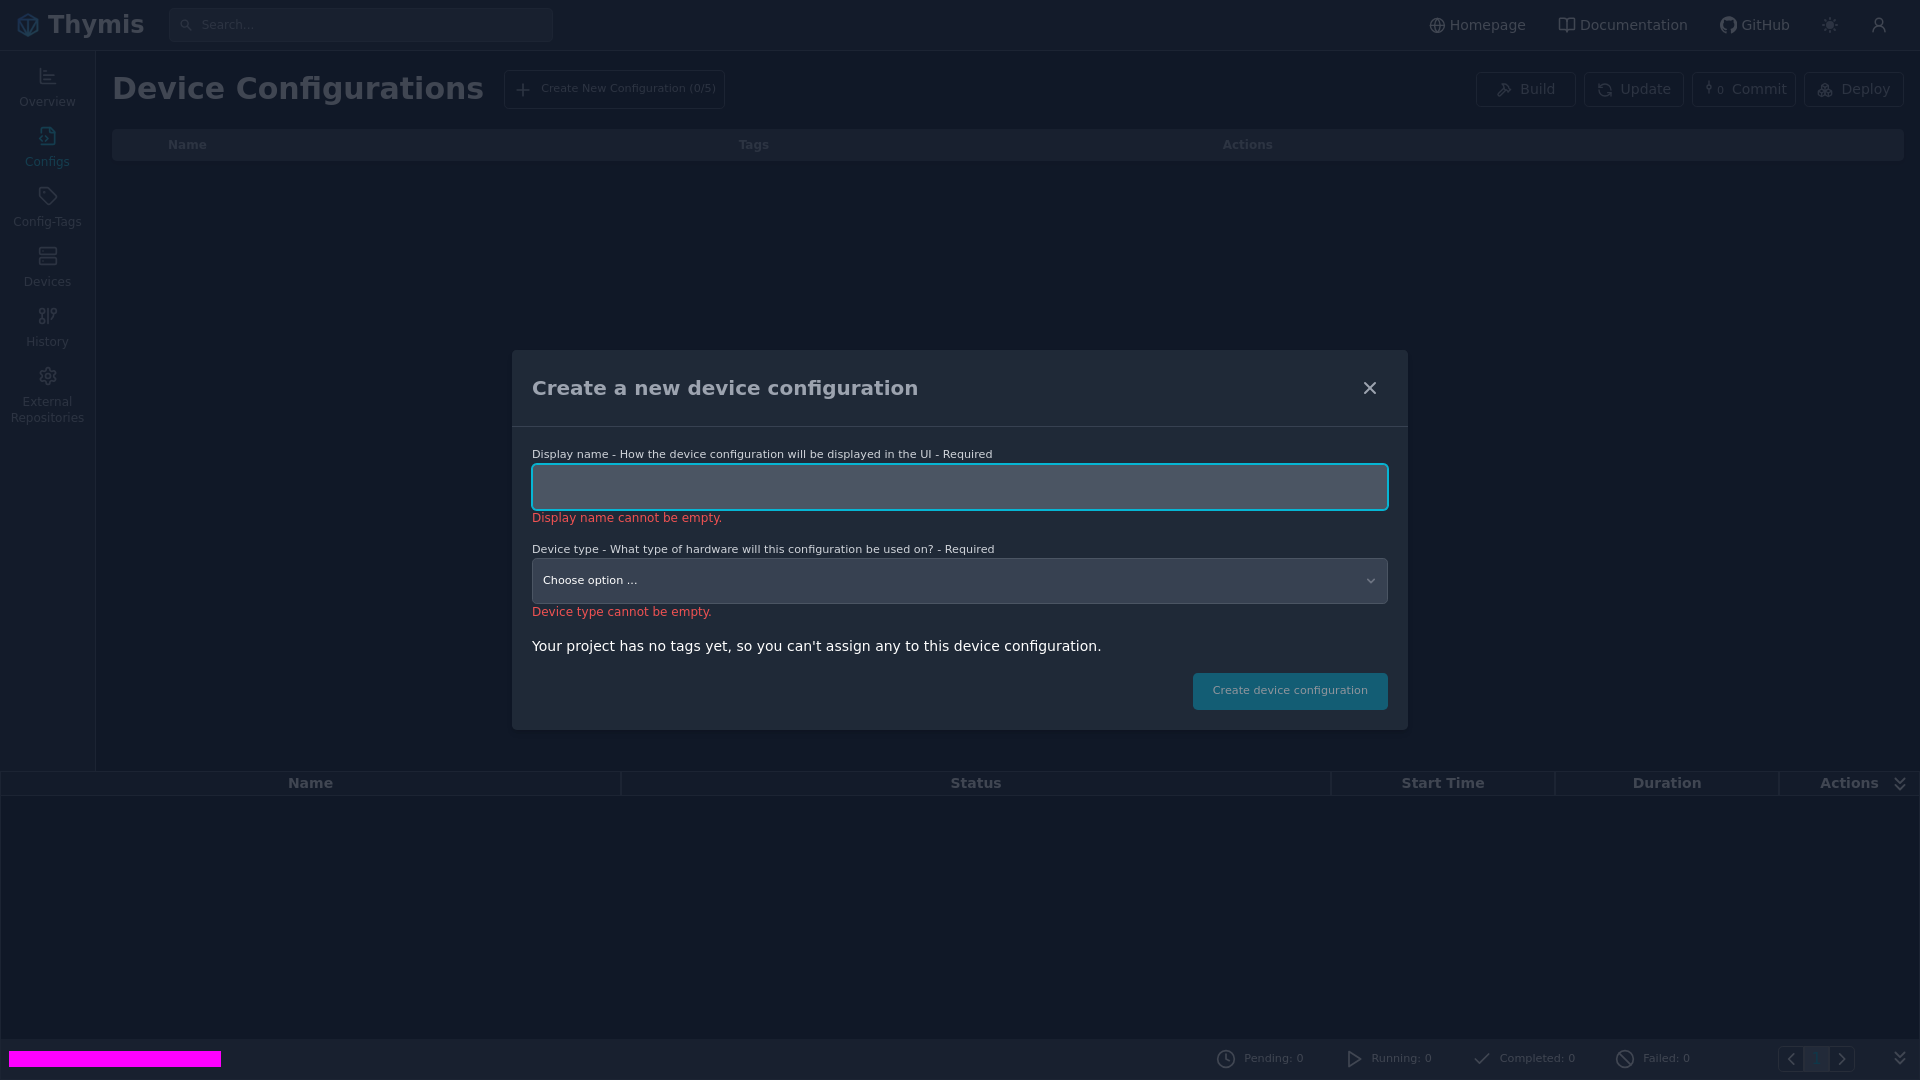 Thymis
Search...
Homepage
Documentation
GitHub
Overview
Configs
Config-Tags
Devices
History
External
Repositories
Device Configurations
Create New Configuration (0/5)
Build
Update
0 Commit
Deploy
Name Tags Actions
Create a new device configuration
Display name - How the device configuration will be displayed in the UI - Required
Display name cannot be empty.
Device type - What type of hardware will this configuration be used on? - Required
Choose option ...
Device type cannot be empty.
Your project has no tags yet, so you can't assign any to this device configuration.
Create device configuration
Name Status Start Time Duration Actions
Pending: 0 Running: 0 Completed: 0 Failed: 0